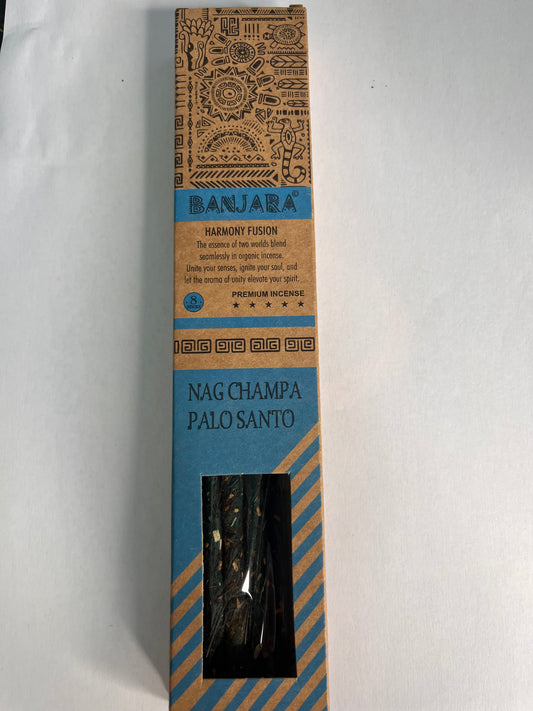 BANJARA©
HARMONY FUSION
The essence of two worlds blend
seamlessly in organic incense.
Unite your senses, ignite your soul, and
let the aroma of unity elevate your spirit.
8
STICKS
PREMIUM INCENSE
NAG CHAMPA
PALO SANTO